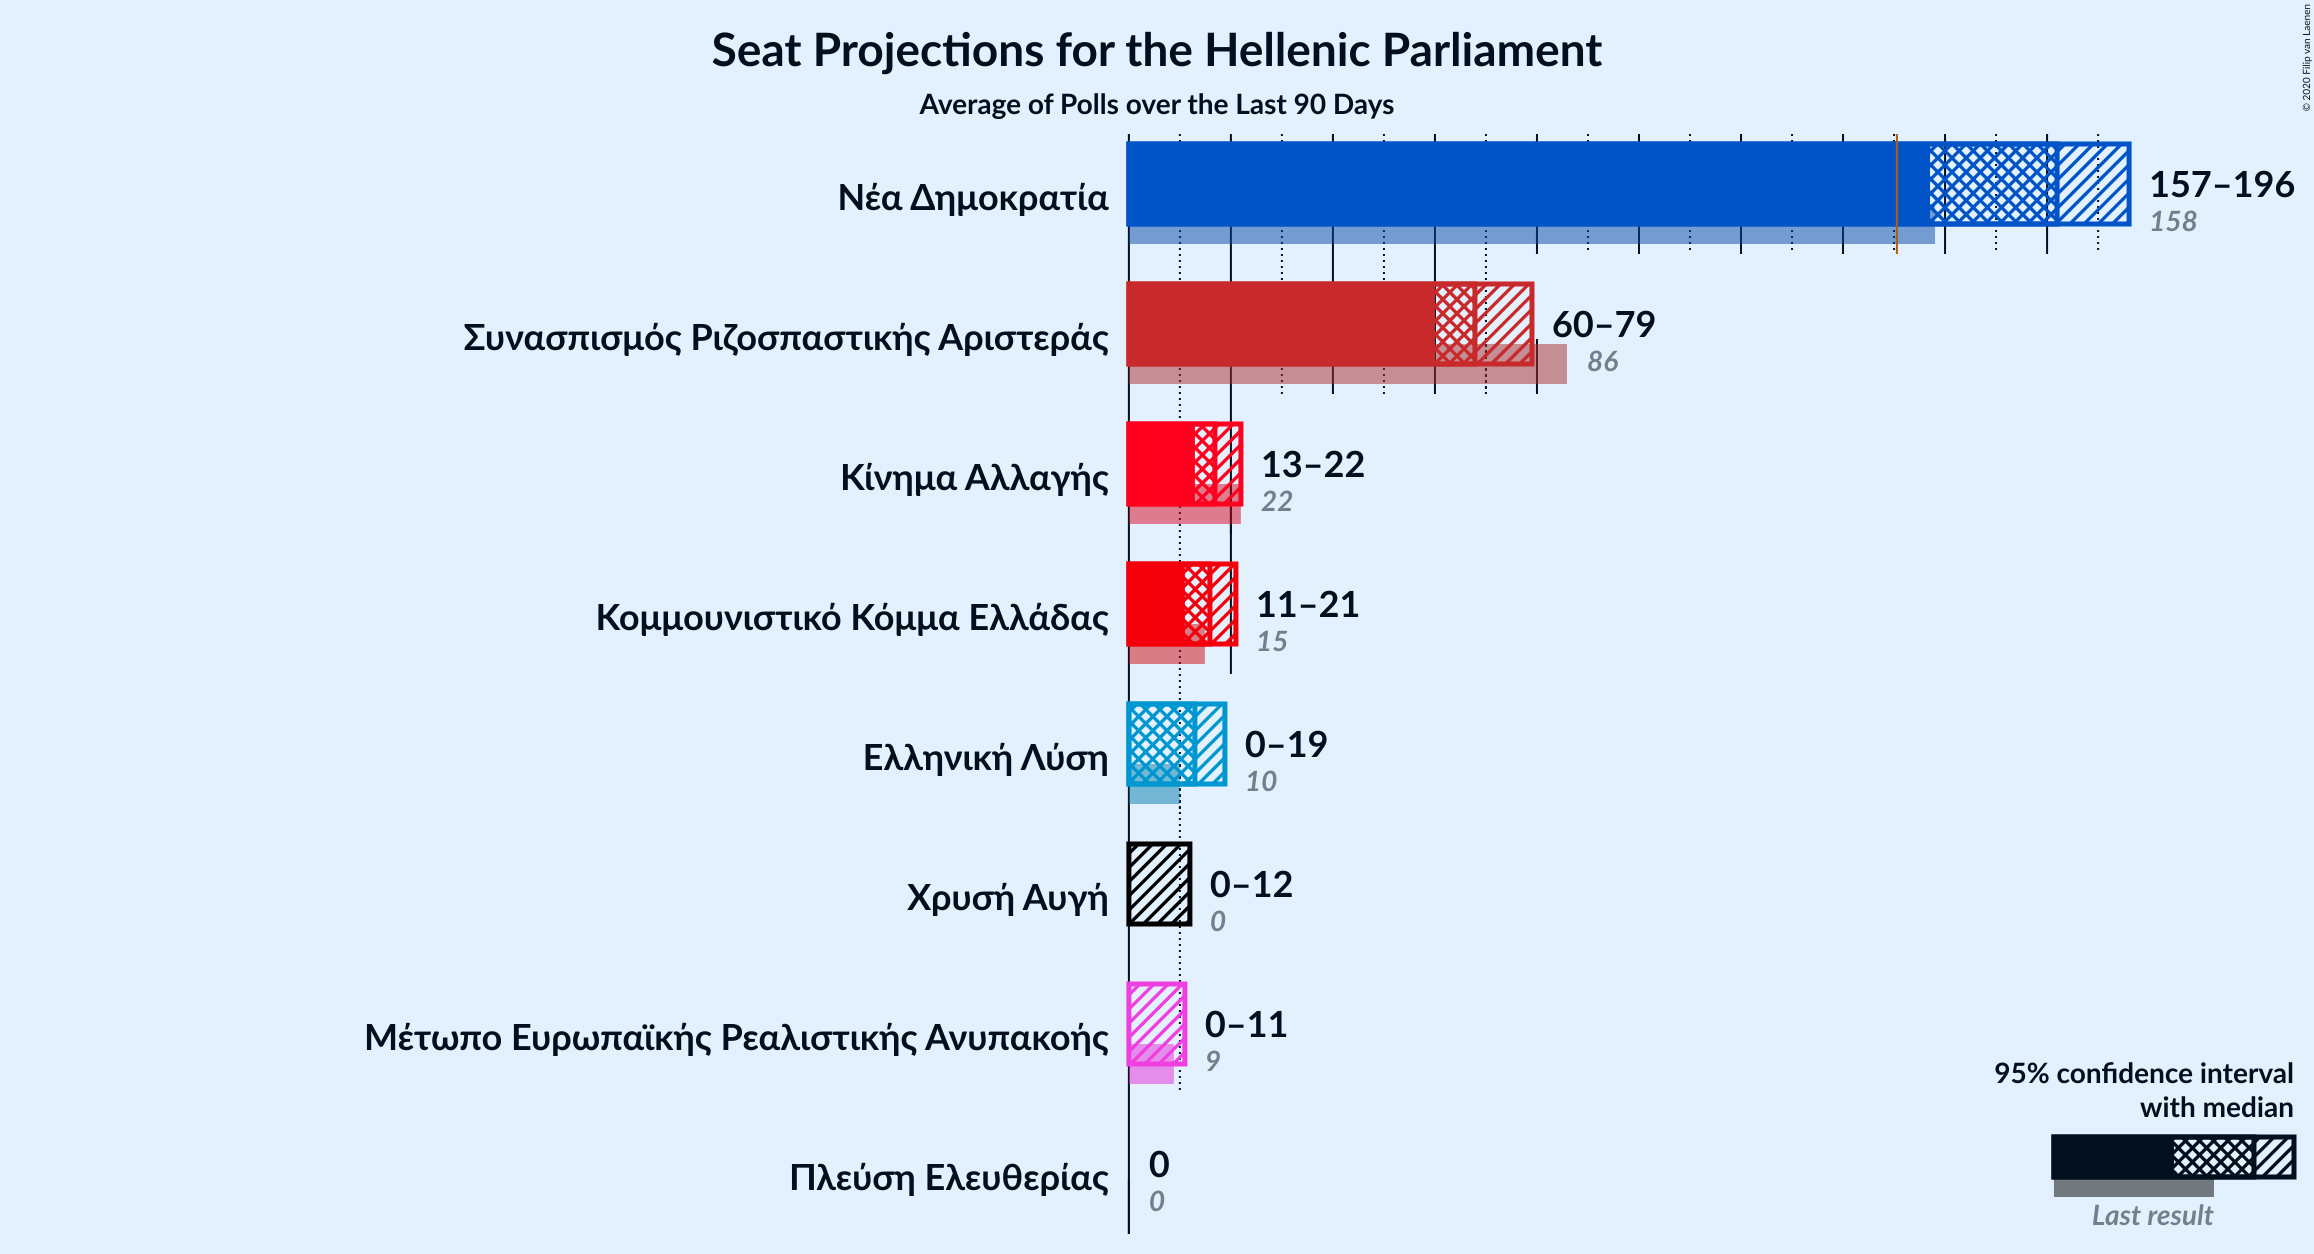 Seat Projections for the Hellenic Parliament
Average of Polls over the Last 90 Days
© 2020 Filip van Laenen
Νέα Δημοκρατία
157–196
158
Συνασπισμός Ριζοσπαστικής Αριστεράς
60–79
86
Κίνημα Αλλαγής
13–22
22
Κομμουνιστικό Κόμμα Ελλάδας
11–21
15
Ελληνική Λύση
0–19
10
Χρυσή Αυγή
0–12
0
Μέτωπο Ευρωπαϊκής Ρεαλιστικής Ανυπακοής
0–11
9
Πλεύση Ελευθερίας
0
0
95% confidence interval
with median
Last result